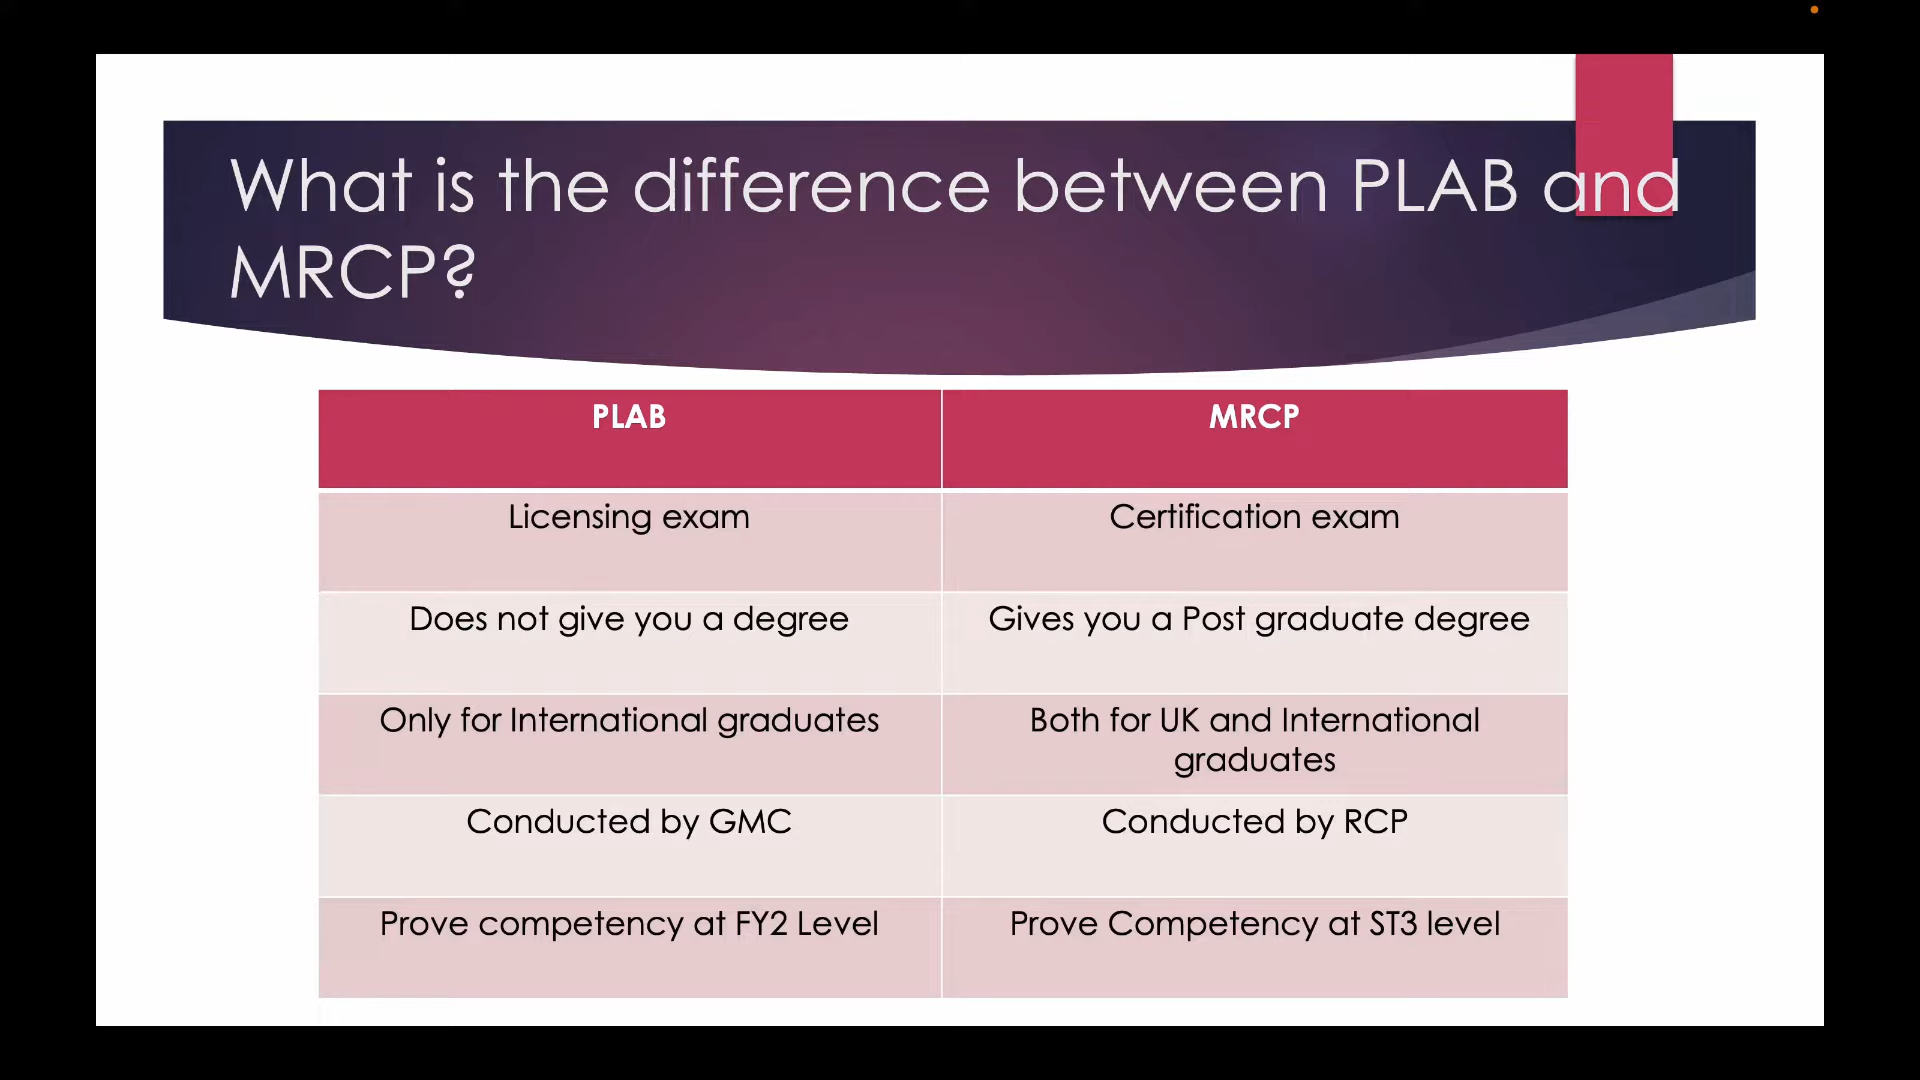 What is the difference between PLAB and
MRCP?
PLAB
MRCP
Licensing exam
Certification exam
Does not give you a degree
Gives you a Post graduate degree
Only for International graduates
Both for UK and International
graduates
Conducted by GMC
Conducted by RCP
Prove competency at FY2 Level
Prove Competency at ST3 level